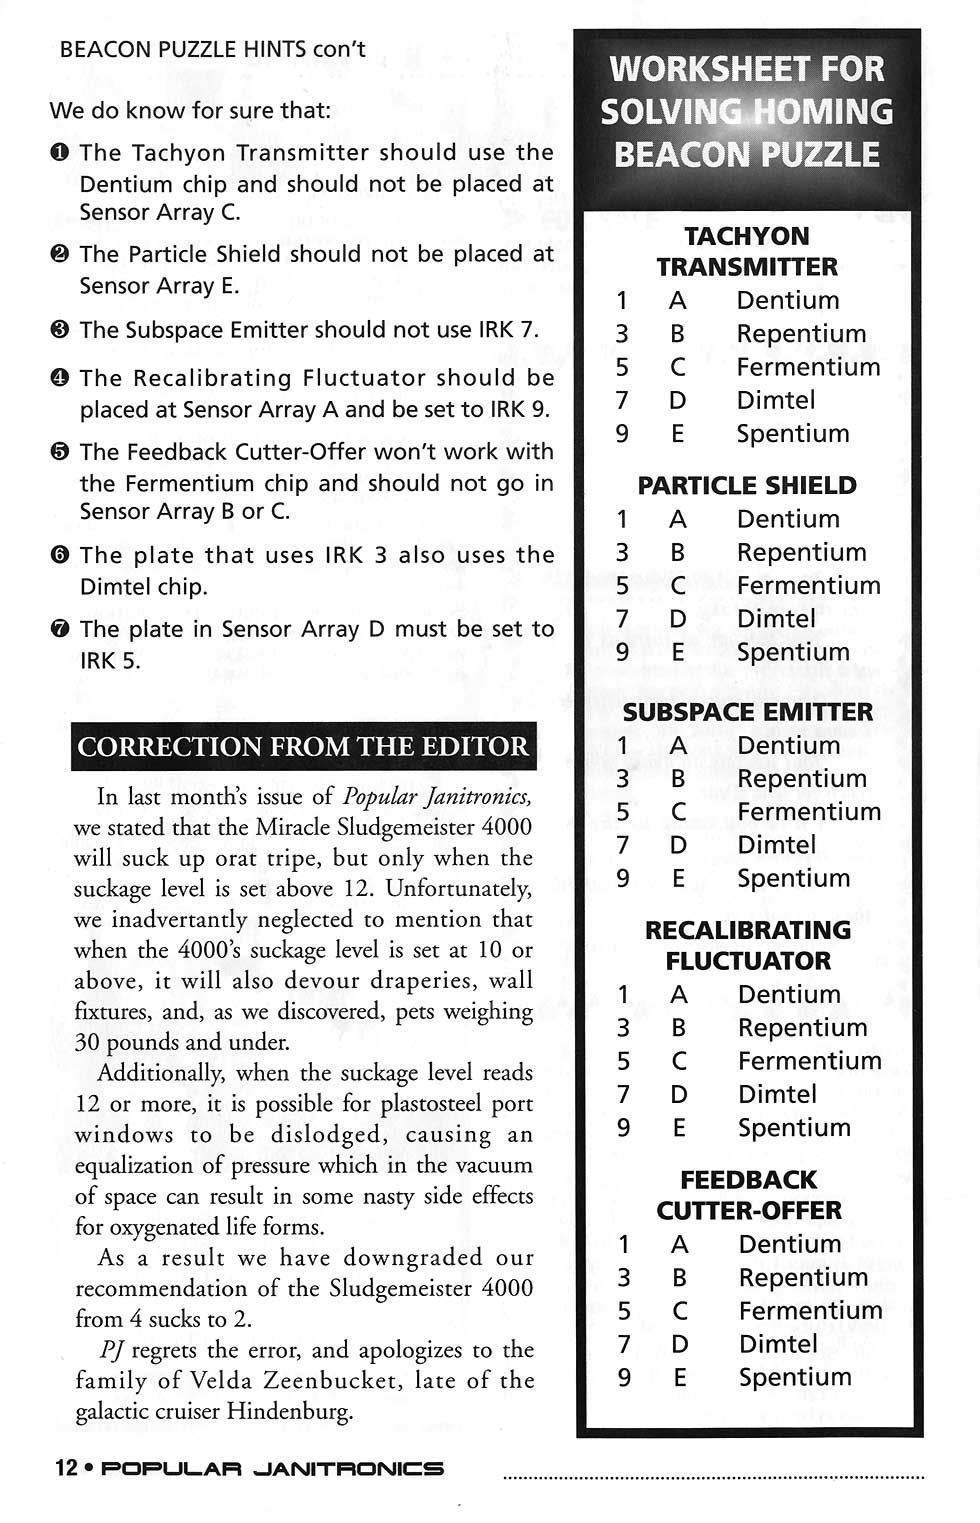 BEACON PUZZLE HINTS con't
We do know for sure that:
❶ The Tachyon Transmitter should use the
Dentium chip and should not be placed at
Sensor Array C.
❷ The Particle Shield should not be placed at
Sensor Array E.
❸ The Subspace Emitter should not use IRK 7.
❹ The Recalibrating Fluctuator should be
placed at Sensor Array A and be set to IRK 9.
❺ The Feedback Cutter-Offer won't work with
the Fermentium chip and should not go in
Sensor Array B or C.
❻ The plate that uses IRK 3 also uses the
Dimtel chip.
❼ The plate in Sensor Array D must be set to
IRK 5.
CORRECTION FROM THE EDITOR
In last month's issue of Popular Janitronics,
we stated that the Miracle Sludgemeister 4000
will suck up orat tripe, but only when the
suckage level is set above 12. Unfortunately,
we inadvertantly neglected to mention that
when the 4000's suckage level is set at 10 or
above, it will also devour draperies, wall
fixtures, and, as we discovered, pets weighing
30 pounds and under.
Additionally, when the suckage level reads
12 or more, it is possible for plastosteel port
windows to be dislodged, causing an
equalization of pressure which in the vacuum
of space can result in some nasty side effects
for oxygenated life forms.
As a result we have downgraded our
recommendation of the Sludgemeister 4000
from 4 sucks to 2.
PJ regrets the error, and apologizes to the
family of Velda Zeenbucket, late of the
galactic cruiser Hindenburg.
WORKSHEET FOR
SOLVING HOMING
BEACON PUZZLE
TACHYON
TRANSMITTER
1 A Dentium
3 B Repentium
5 C Fermentium
7 D Dimtel
9 E Spentium
PARTICLE SHIELD
1 A Dentium
3 B Repentium
5 C Fermentium
7 D Dimtel
9 E Spentium
SUBSPACE EMITTER
1 A Dentium
3 B Repentium
5 C Fermentium
7 D Dimtel
9 E Spentium
RECALIBRATING
FLUCTUATOR
1 A Dentium
3 B Repentium
5 C Fermentium
7 D Dimtel
9 E Spentium
FEEDBACK
CUTTER-OFFER
1 A Dentium
3 B Repentium
5 C Fermentium
7 D Dimtel
9 E Spentium
12 • POPULAR JANITRONICS